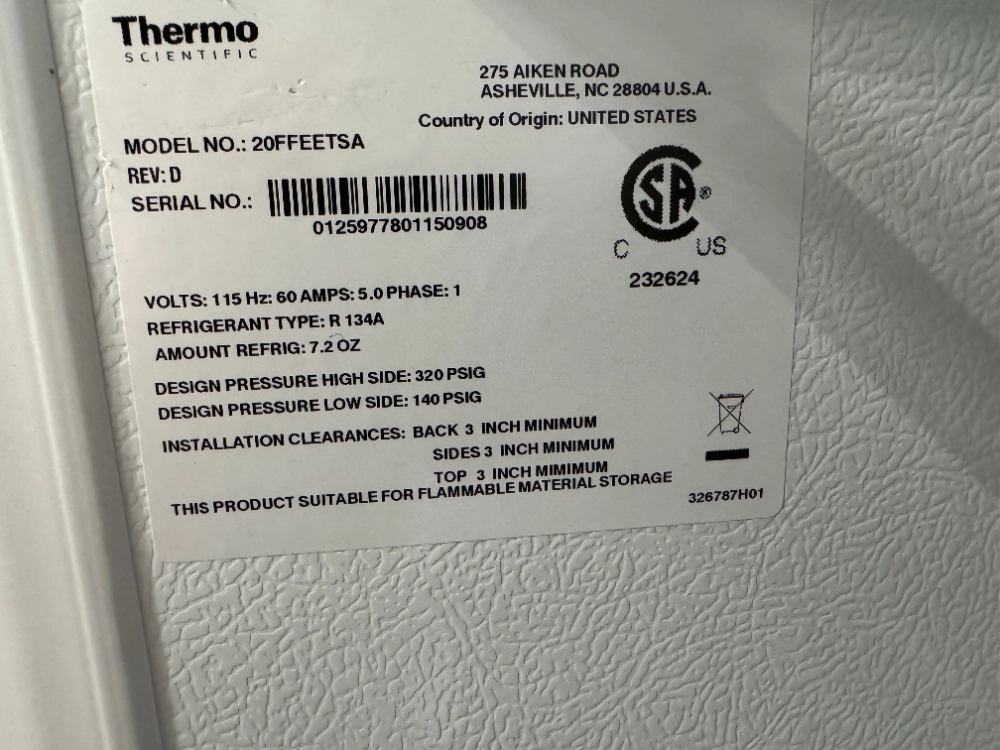 Thermo
SCIENTIFIC
275 AIKEN ROAD
ASHEVILLE, NC 28804 U.S.A.
Country of Origin: UNITED STATES
MODEL NO.: 20FFEETSA
REV: D
SERIAL NO.:
0125977801150908
CSA®
C US
232624
VOLTS: 115 Hz: 60 AMPS: 5.0 PHASE: 1
REFRIGERANT TYPE: R 134A
AMOUNT REFRIG: 7.2 OZ
DESIGN PRESSURE HIGH SIDE: 320 PSIG
DESIGN PRESSURE LOW SIDE: 140 PSIG
INSTALLATION CLEARANCES: BACK 3 INCH MINIMUM
SIDES 3 INCH MINIMUM
TOP 3 INCH MIMIMUM
THIS PRODUCT SUITABLE FOR FLAMMABLE MATERIAL STORAGE
326787H01